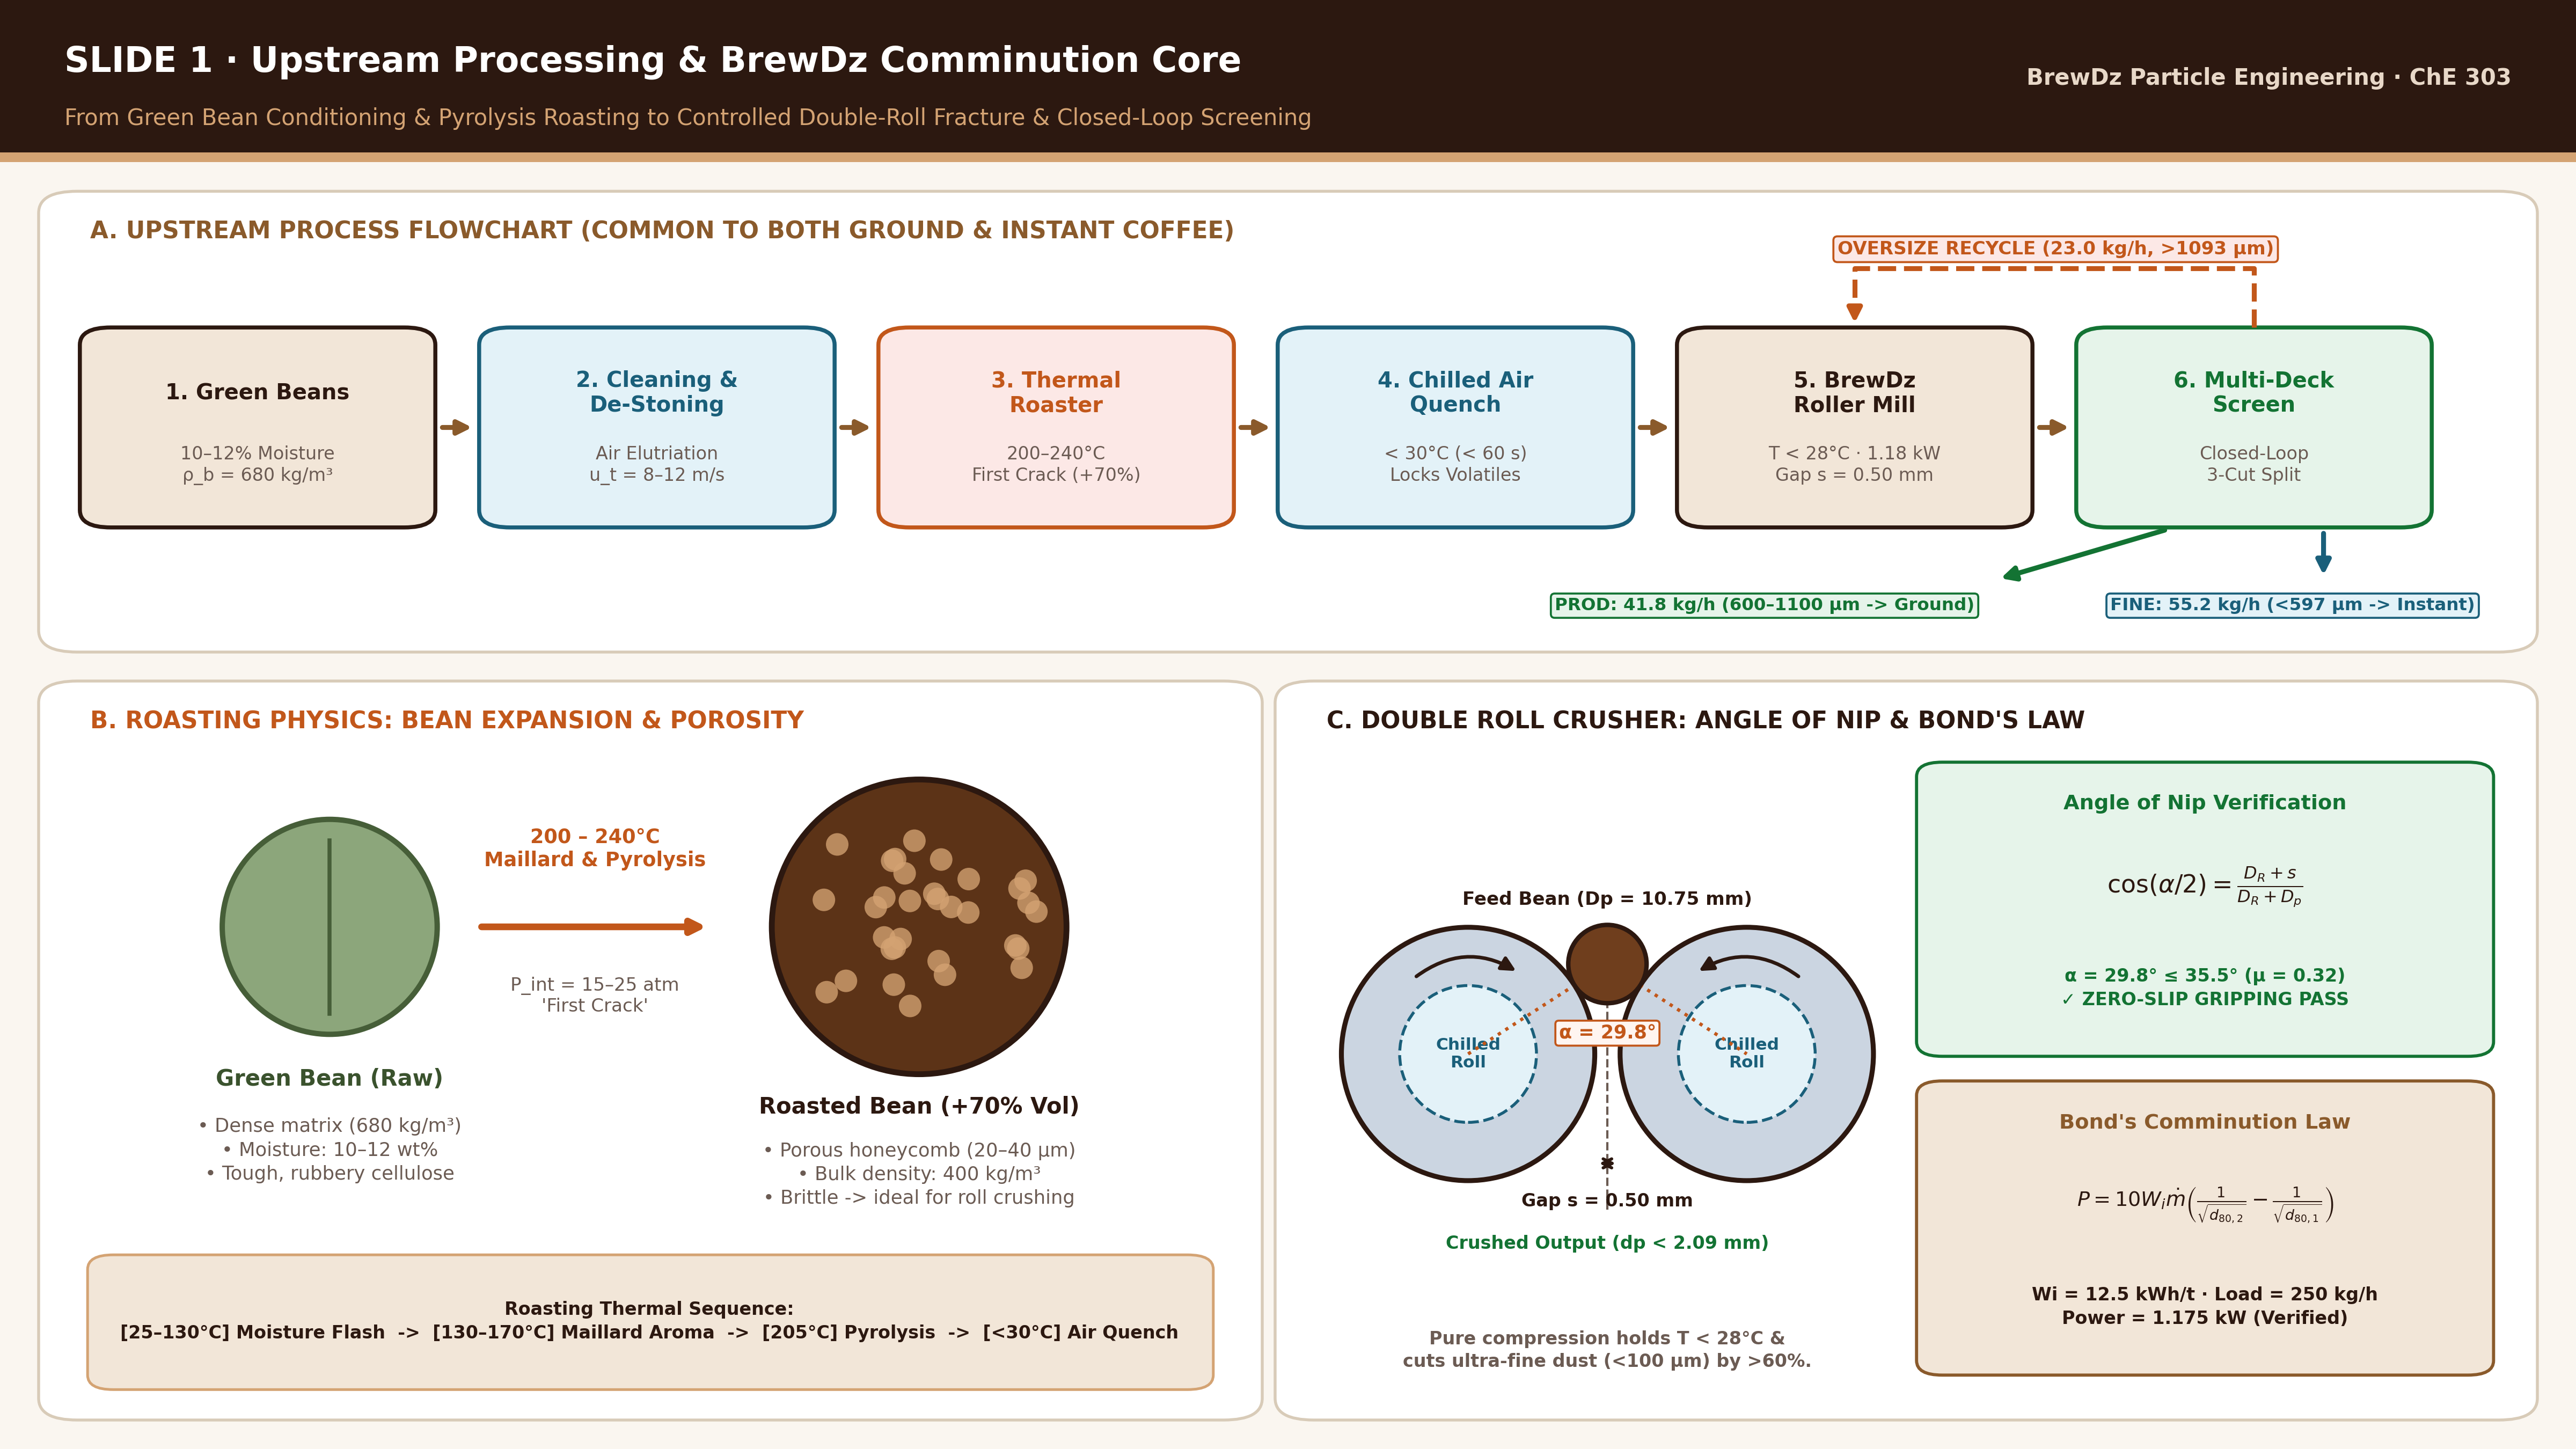 SLIDE 1 · Upstream Processing & BrewDz Comminution Core
BrewDz Particle Engineering · ChE 303
From Green Bean Conditioning & Pyrolysis Roasting to Controlled Double-Roll Fracture & Closed-Loop Screening
A. UPSTREAM PROCESS FLOWCHART (COMMON TO BOTH GROUND & INSTANT COFFEE)
OVERSIZE RECYCLE (23.0 kg/h, >1093 µm)
1. Green Beans
10–12% Moisture
ρ_b = 680 kg/m³
2. Cleaning &
De-Stoning
Air Elutriation
u_t = 8–12 m/s
3. Thermal
Roaster
200–240°C
First Crack (+70%)
4. Chilled Air
Quench
< 30°C (< 60 s)
Locks Volatiles
5. BrewDz
Roller Mill
T < 28°C · 1.18 kW
Gap s = 0.50 mm
6. Multi-Deck
Screen
Closed-Loop
3-Cut Split
PROD: 41.8 kg/h (600–1100 µm -> Ground)
FINE: 55.2 kg/h (<597 µm -> Instant)
B. ROASTING PHYSICS: BEAN EXPANSION & POROSITY
200 – 240°C
Maillard & Pyrolysis
P_int = 15–25 atm
'First Crack'
Green Bean (Raw)
• Dense matrix (680 kg/m³)
• Moisture: 10–12 wt%
• Tough, rubbery cellulose
Roasted Bean (+70% Vol)
• Porous honeycomb (20–40 µm)
• Bulk density: 400 kg/m³
• Brittle -> ideal for roll crushing
Roasting Thermal Sequence:
[25–130°C] Moisture Flash -> [130–170°C] Maillard Aroma -> [205°C] Pyrolysis -> [<30°C] Air Quench
C. DOUBLE ROLL CRUSHER: ANGLE OF NIP & BOND'S LAW
Feed Bean (Dp = 10.75 mm)
α = 29.8°
Chilled
Roll
Chilled
Roll
Gap s = 0.50 mm
Crushed Output (dp < 2.09 mm)
Pure compression holds T < 28°C &
cuts ultra-fine dust (<100 µm) by >60%.
Angle of Nip Verification
cos(α/2) = (D_R + s)/(D_R + D_p)
α = 29.8° ≤ 35.5° (µ = 0.32)
✓ ZERO-SLIP GRIPPING PASS
Bond's Comminution Law
P = 10W_i ṁ(1/√d_80,2 − 1/√d_80,1)
Wi = 12.5 kWh/t · Load = 250 kg/h
Power = 1.175 kW (Verified)